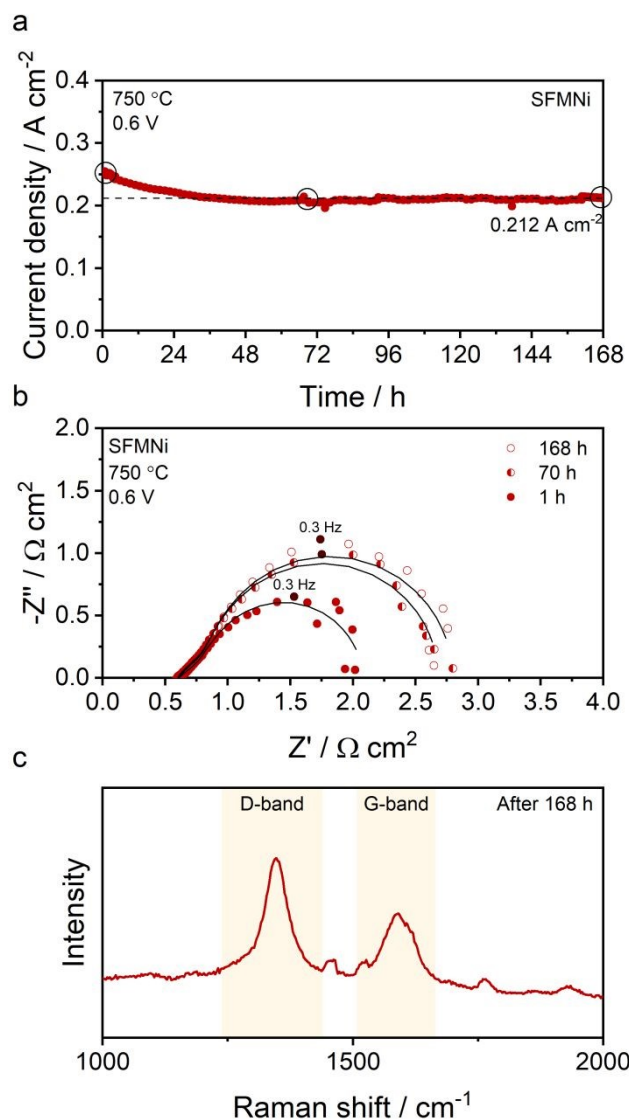 a
0.4
0.3
0.2
0.1
0.0
Current density / A cm-2
750 °C
0.6 V
SFMNi
0.212 A cm-2
0 24 48 72 96 120 144 168
Time / h
b
2.0
1.5
1.0
0.5
0.0
-Z" / Ω cm2
SFMNi
750 °C
0.6 V
168 h
70 h
1 h
0.3 Hz
0.3 Hz
0.0 0.5 1.0 1.5 2.0 2.5 3.0 3.5 4.0
Z' / Ω cm2
c
D-band
G-band
After 168 h
Intensity
1000 1500 2000
Raman shift / cm-1